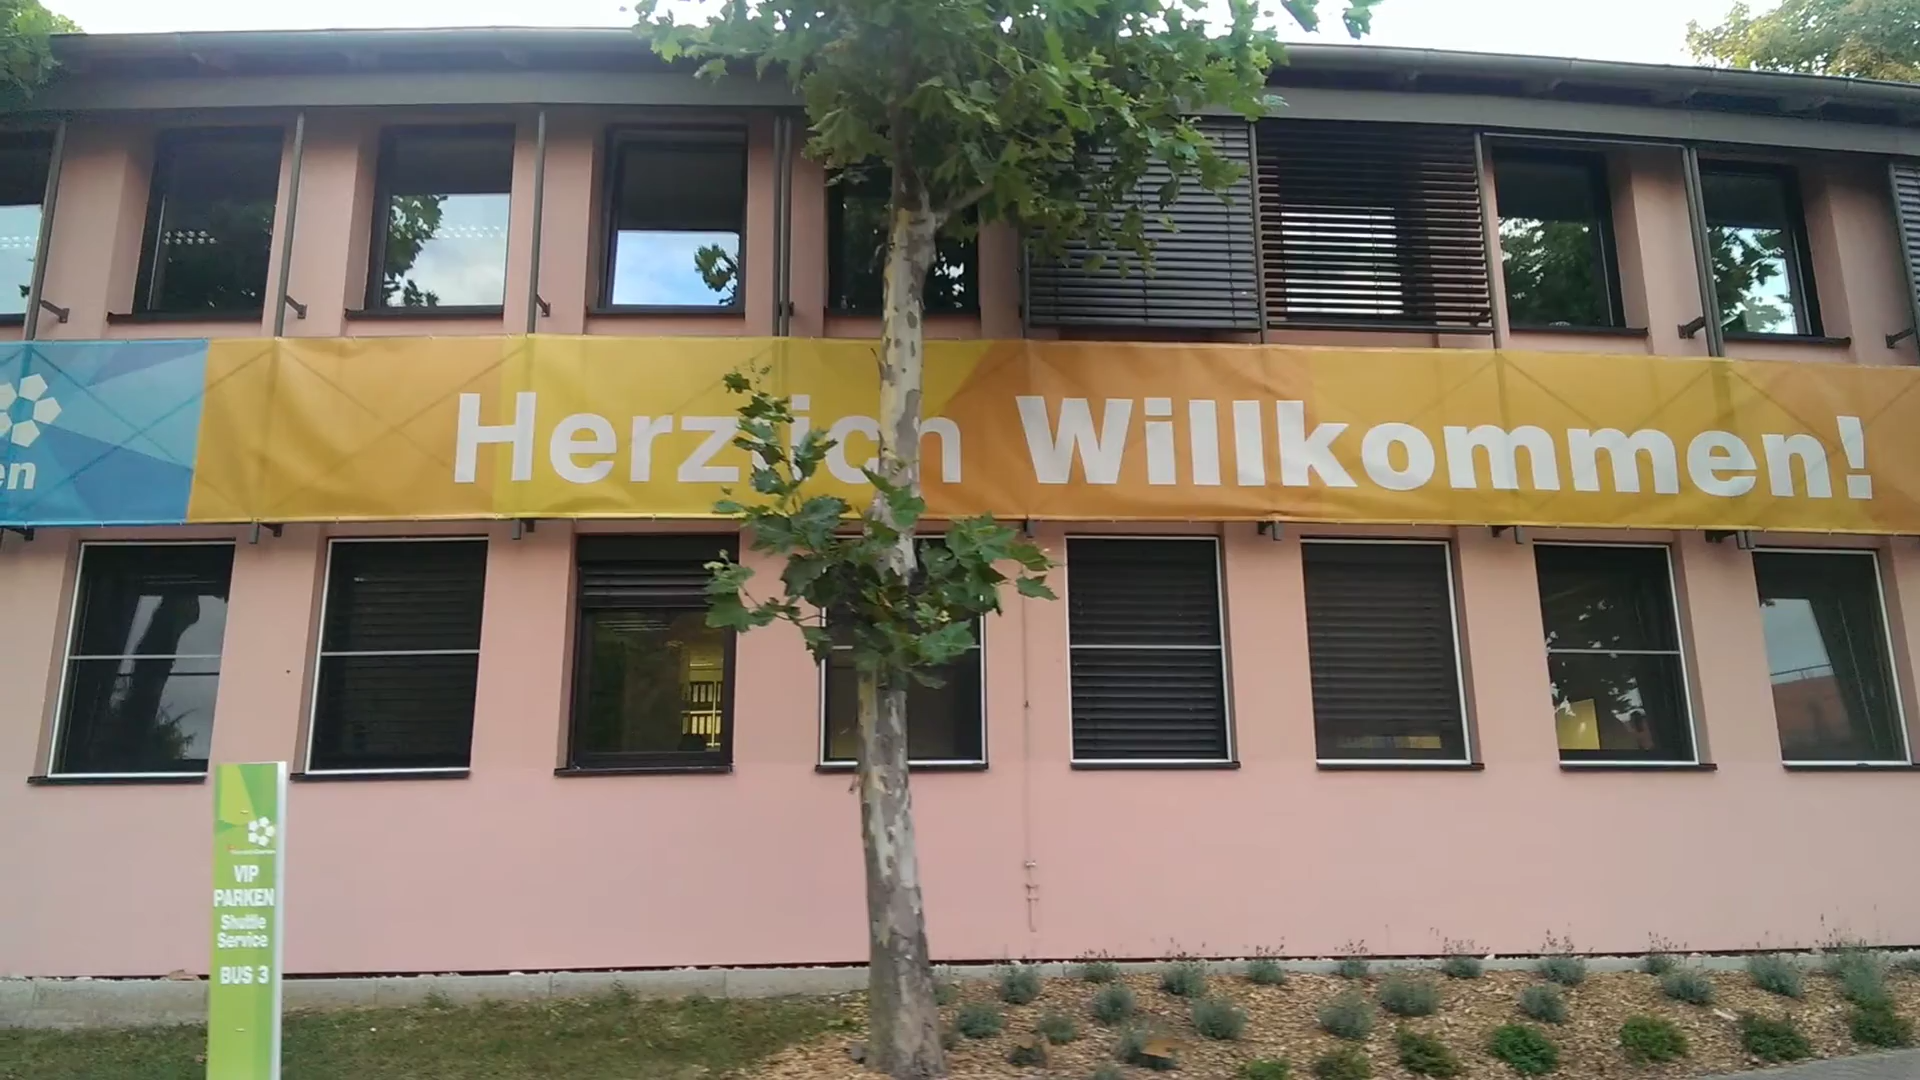 en
Herzlich Willkommen!
VIP
PARKEN
Shuttle
Service
BUS 3